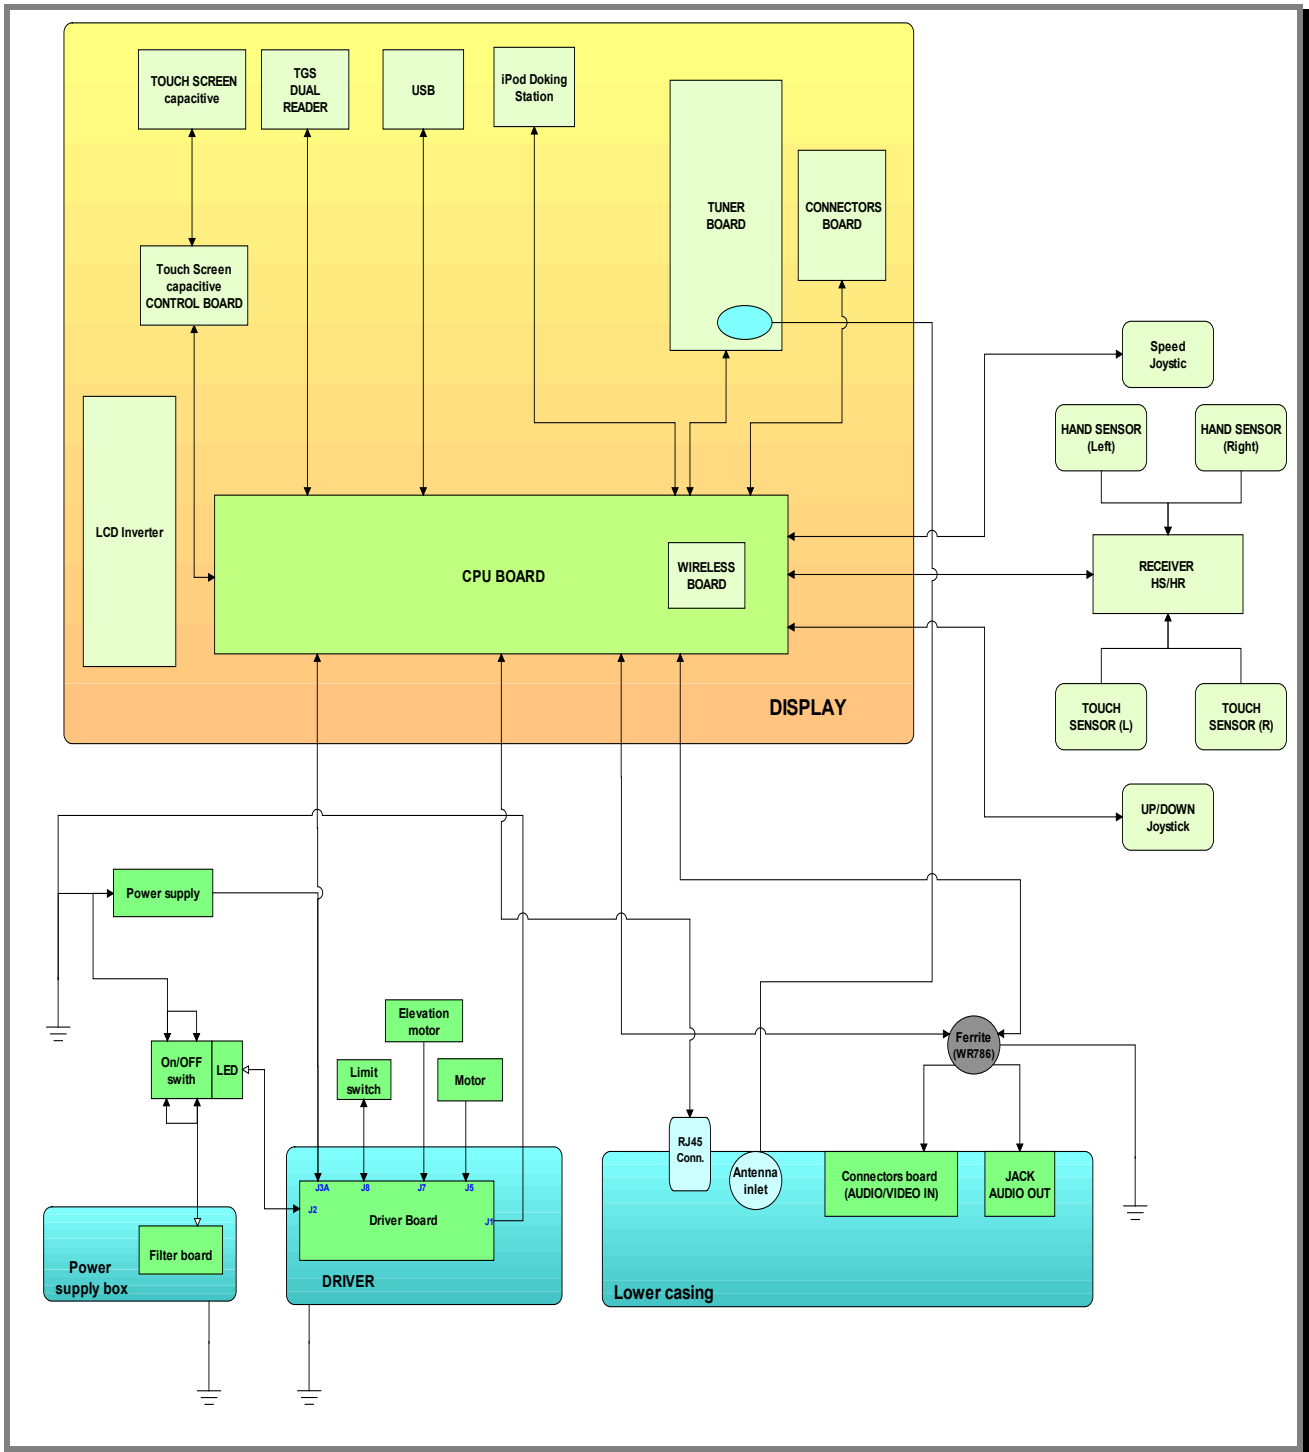 TOUCH SCREEN
capacitive
TGS
DUAL
READER
USB
iPod Doking
Station
TUNER
BOARD
CONNECTORS
BOARD
Touch Screen
capacitive
CONTROL BOARD
LCD Inverter
CPU BOARD
WIRELESS
BOARD
DISPLAY
Speed
Joystic
HAND SENSOR
(Left)
HAND SENSOR
(Right)
RECEIVER
HS/HR
TOUCH
SENSOR (L)
TOUCH
SENSOR (R)
UP/DOWN
Joystick
Power supply
On/OFF
swith
LED
Elevation
motor
Limit
switch
Motor
J3A
J8
J7
J5
J2
J1
Driver Board
DRIVER
Filter board
Power
supply box
Ferrite
(WR786)
RJ45
Conn.
Antenna
inlet
Connectors board
(AUDIO/VIDEO IN)
JACK
AUDIO OUT
Lower casing